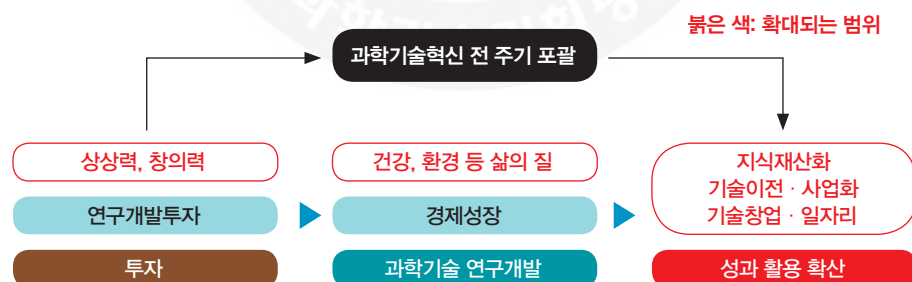 붉은 색: 확대되는 범위
과학기술혁신 전 주기 포괄
상상력, 창의력
건강, 환경 등 삶의 질
지식재산화
기술이전 · 사업화
기술창업 · 일자리
연구개발투자
경제성장
투자
과학기술 연구개발
성과 활용 확산